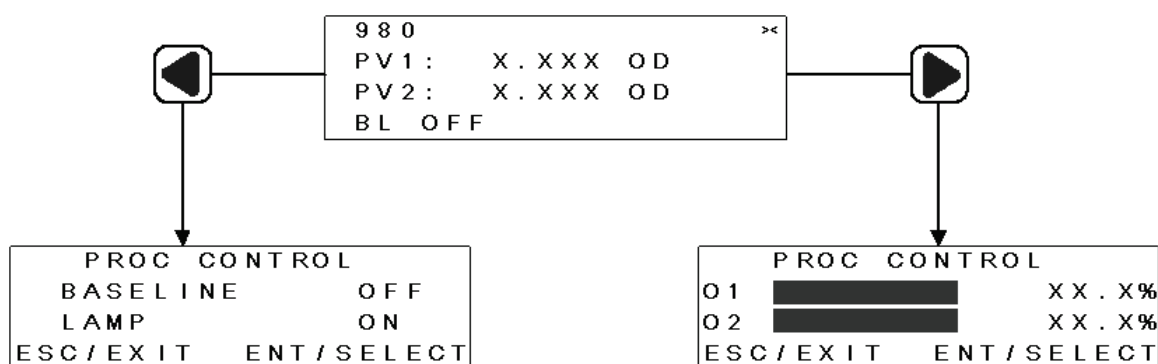 980 ><
PV1: X.XXX OD
PV2: X.XXX OD
BL OFF
PROC CONTROL
BASELINE OFF
LAMP ON
ESC/EXIT ENT/SELECT
PROC CONTROL
O1 XX.X%
O2 XX.X%
ESC/EXIT ENT/SELECT